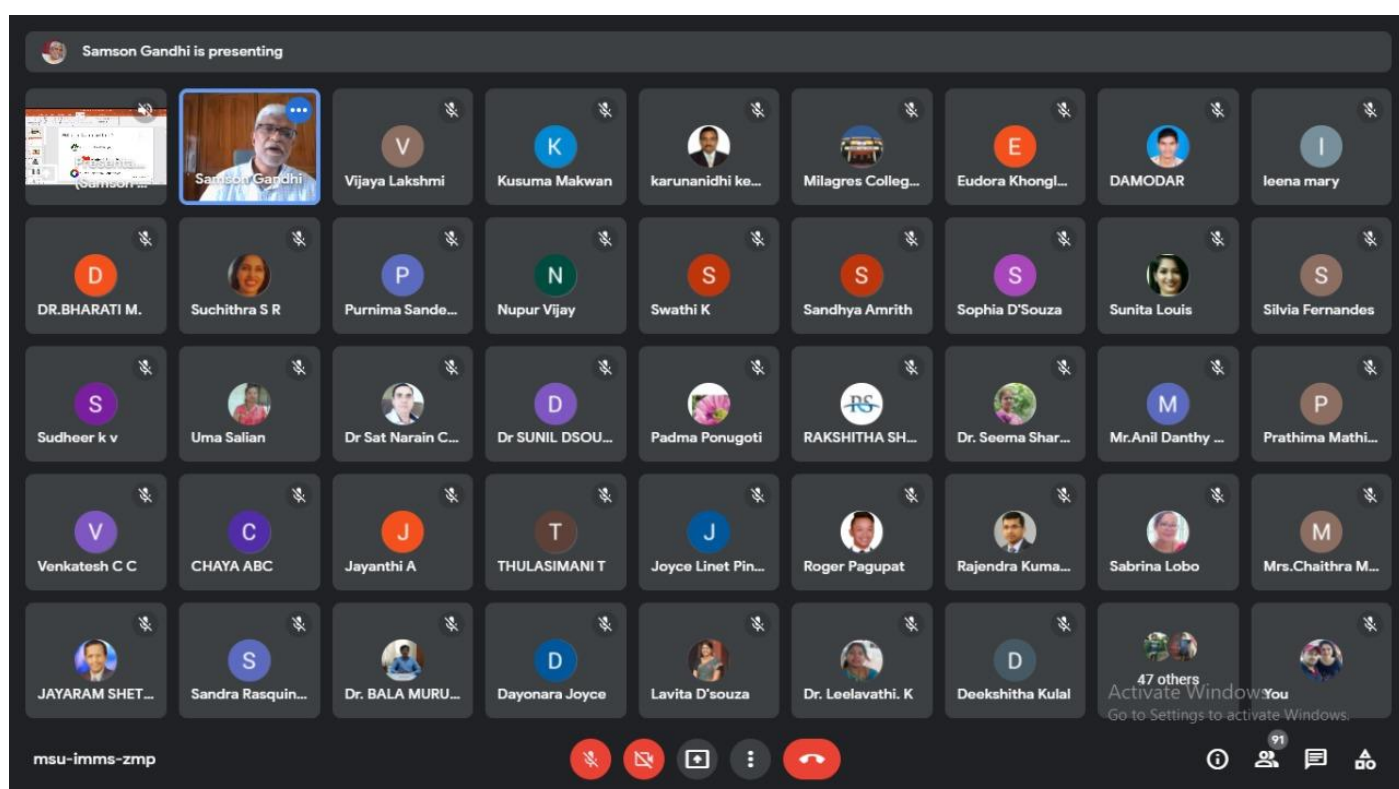 Samson Gandhi is presenting
Presenta...
(Samson ...
Samson Gandhi
V
Vijaya Lakshmi
K
Kusuma Makwan
karunanidhi ke...
Milagres Colleg...
E
Eudora Khongl...
DAMODAR
l
leena mary
D
DR.BHARATI M.
Suchithra S R
P
Purnima Sande...
N
Nupur Vijay
S
Swathi K
S
Sandhya Amrith
S
Sophia D'Souza
Sunita Louis
S
Silvia Fernandes
S
Sudheer k v
Uma Salian
Dr Sat Narain C...
D
Dr SUNIL DSOU...
Padma Ponugoti
RS
RAKSHITHA SH...
Dr. Seema Shar...
M
Mr.Anil Danthy ...
P
Prathima Mathi...
V
Venkatesh C C
C
CHAYA ABC
J
Jayanthi A
T
THULASIMANI T
J
Joyce Linet Pin...
Roger Pagupat
Rajendra Kuma...
Sabrina Lobo
M
Mrs.Chaithra M...
JAYARAM SHET...
S
Sandra Rasquin...
Dr. BALA MURU...
D
Dayonara Joyce
Lavita D'souza
Dr. Leelavathi. K
D
Deekshitha Kulal
47 others
You
Activate Windows
Go to Settings to activate Windows.
msu-imms-zmp
91